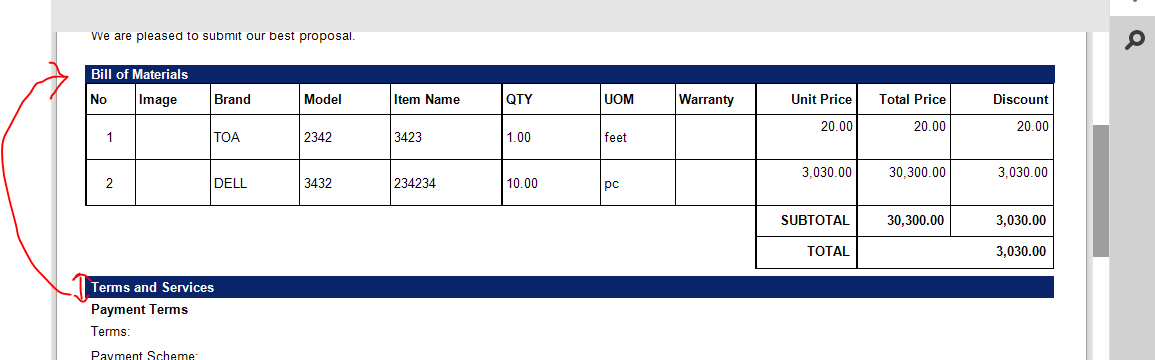 We are pleased to submit our best proposal.
Bill of Materials
No Image Brand Model Item Name QTY UOM Warranty Unit Price Total Price Discount
1 TOA 2342 3423 1.00 feet 20.00 20.00 20.00
2 DELL 3432 234234 10.00 pc 3,030.00 30,300.00 3,030.00
SUBTOTAL 30,300.00 3,030.00
TOTAL 3,030.00
Terms and Services
Payment Terms
Terms:
Payment Scheme: